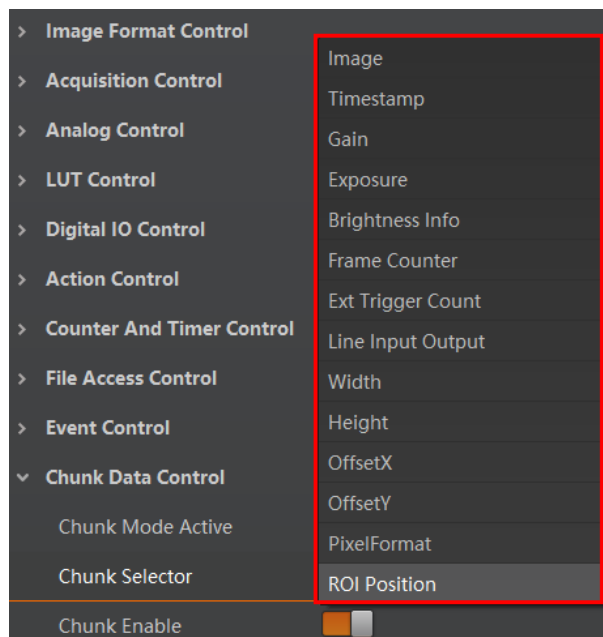 Image Format Control
Acquisition Control
Analog Control
LUT Control
Digital IO Control
Action Control
Counter And Timer Control
File Access Control
Event Control
Chunk Data Control
Chunk Mode Active
Chunk Selector
Chunk Enable
Image
Timestamp
Gain
Exposure
Brightness Info
Frame Counter
Ext Trigger Count
Line Input Output
Width
Height
OffsetX
OffsetY
PixelFormat
ROI Position